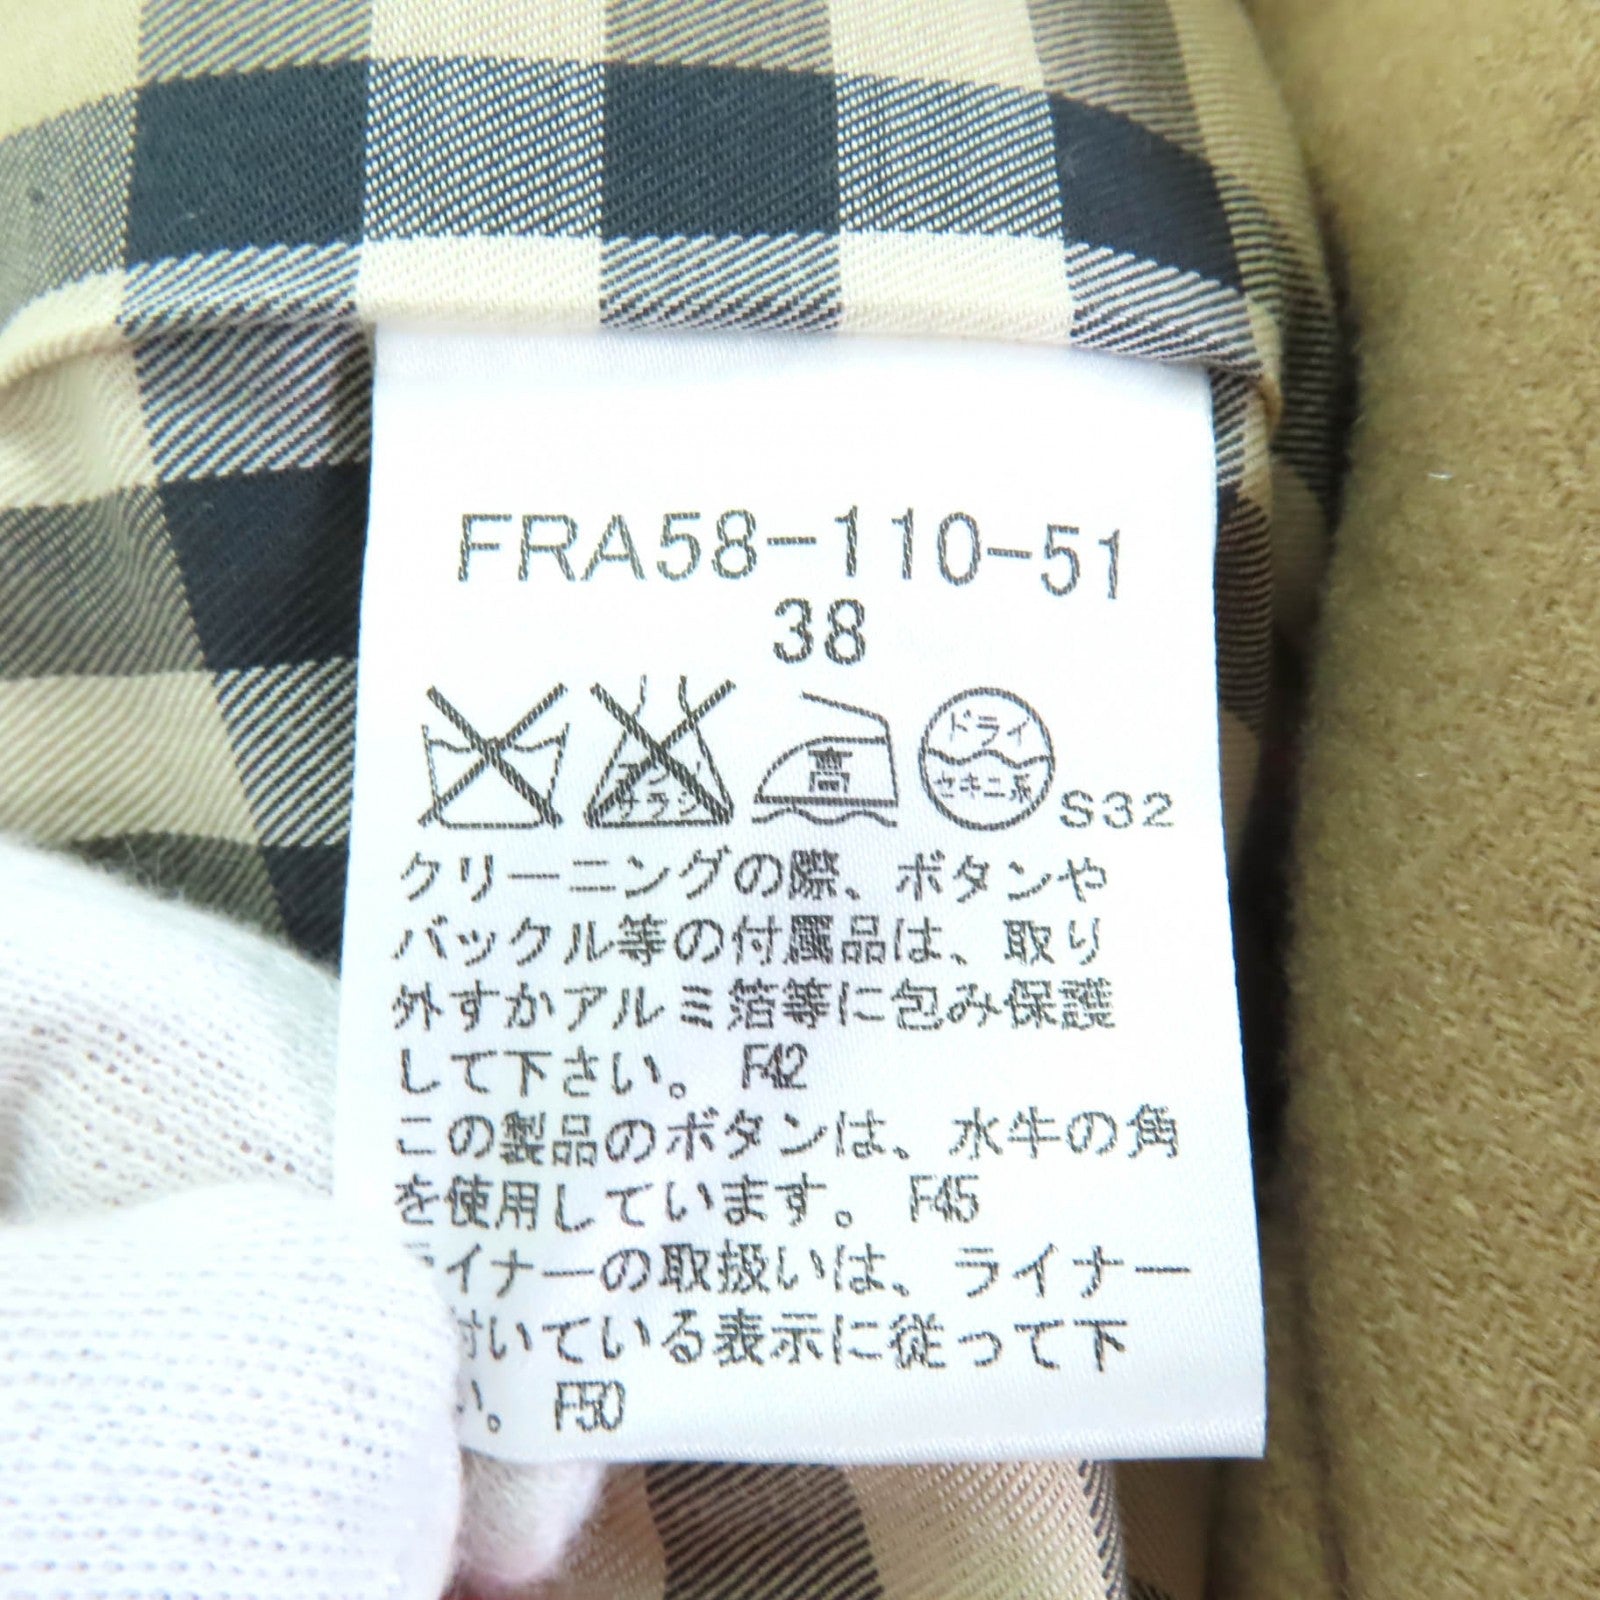 FRA58-110-51
38
高
ドライ
セキユ系
S32
クリーニングの際、ボタンや
バックル等の付属品は、取り
外すかアルミ箔等に包み保護
して下さい。 F42
この製品のボタンは、水牛の角
を使用しています。 F45
ライナーの取扱いは、ライナー
付いている表示に従って下
い。 F50